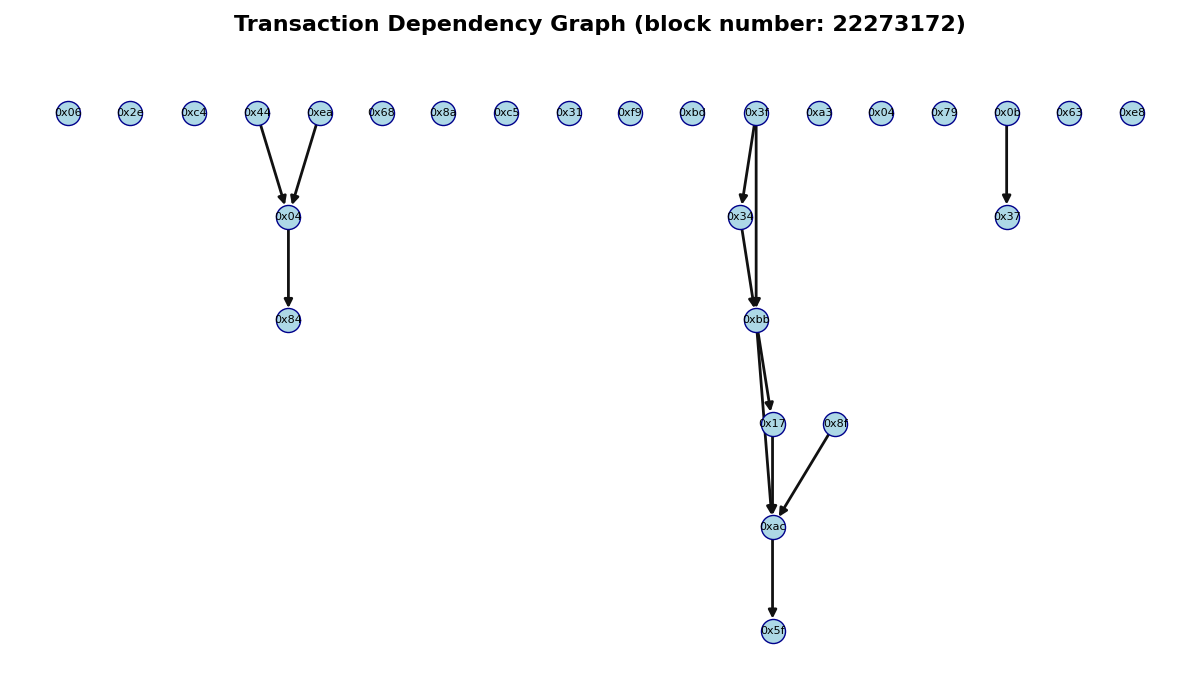 Transaction Dependency Graph (block number: 22273172)
0x06 0x2e 0xc4 0x44 0xea 0x68 0x8a 0xc5 0x31 0xf9 0xbd 0x3f 0xa3 0x04 0x79 0x0b 0x63 0xe8
0x04 0x34 0x37
0x84 0xbb
0x17 0x8f
0xac
0x5f